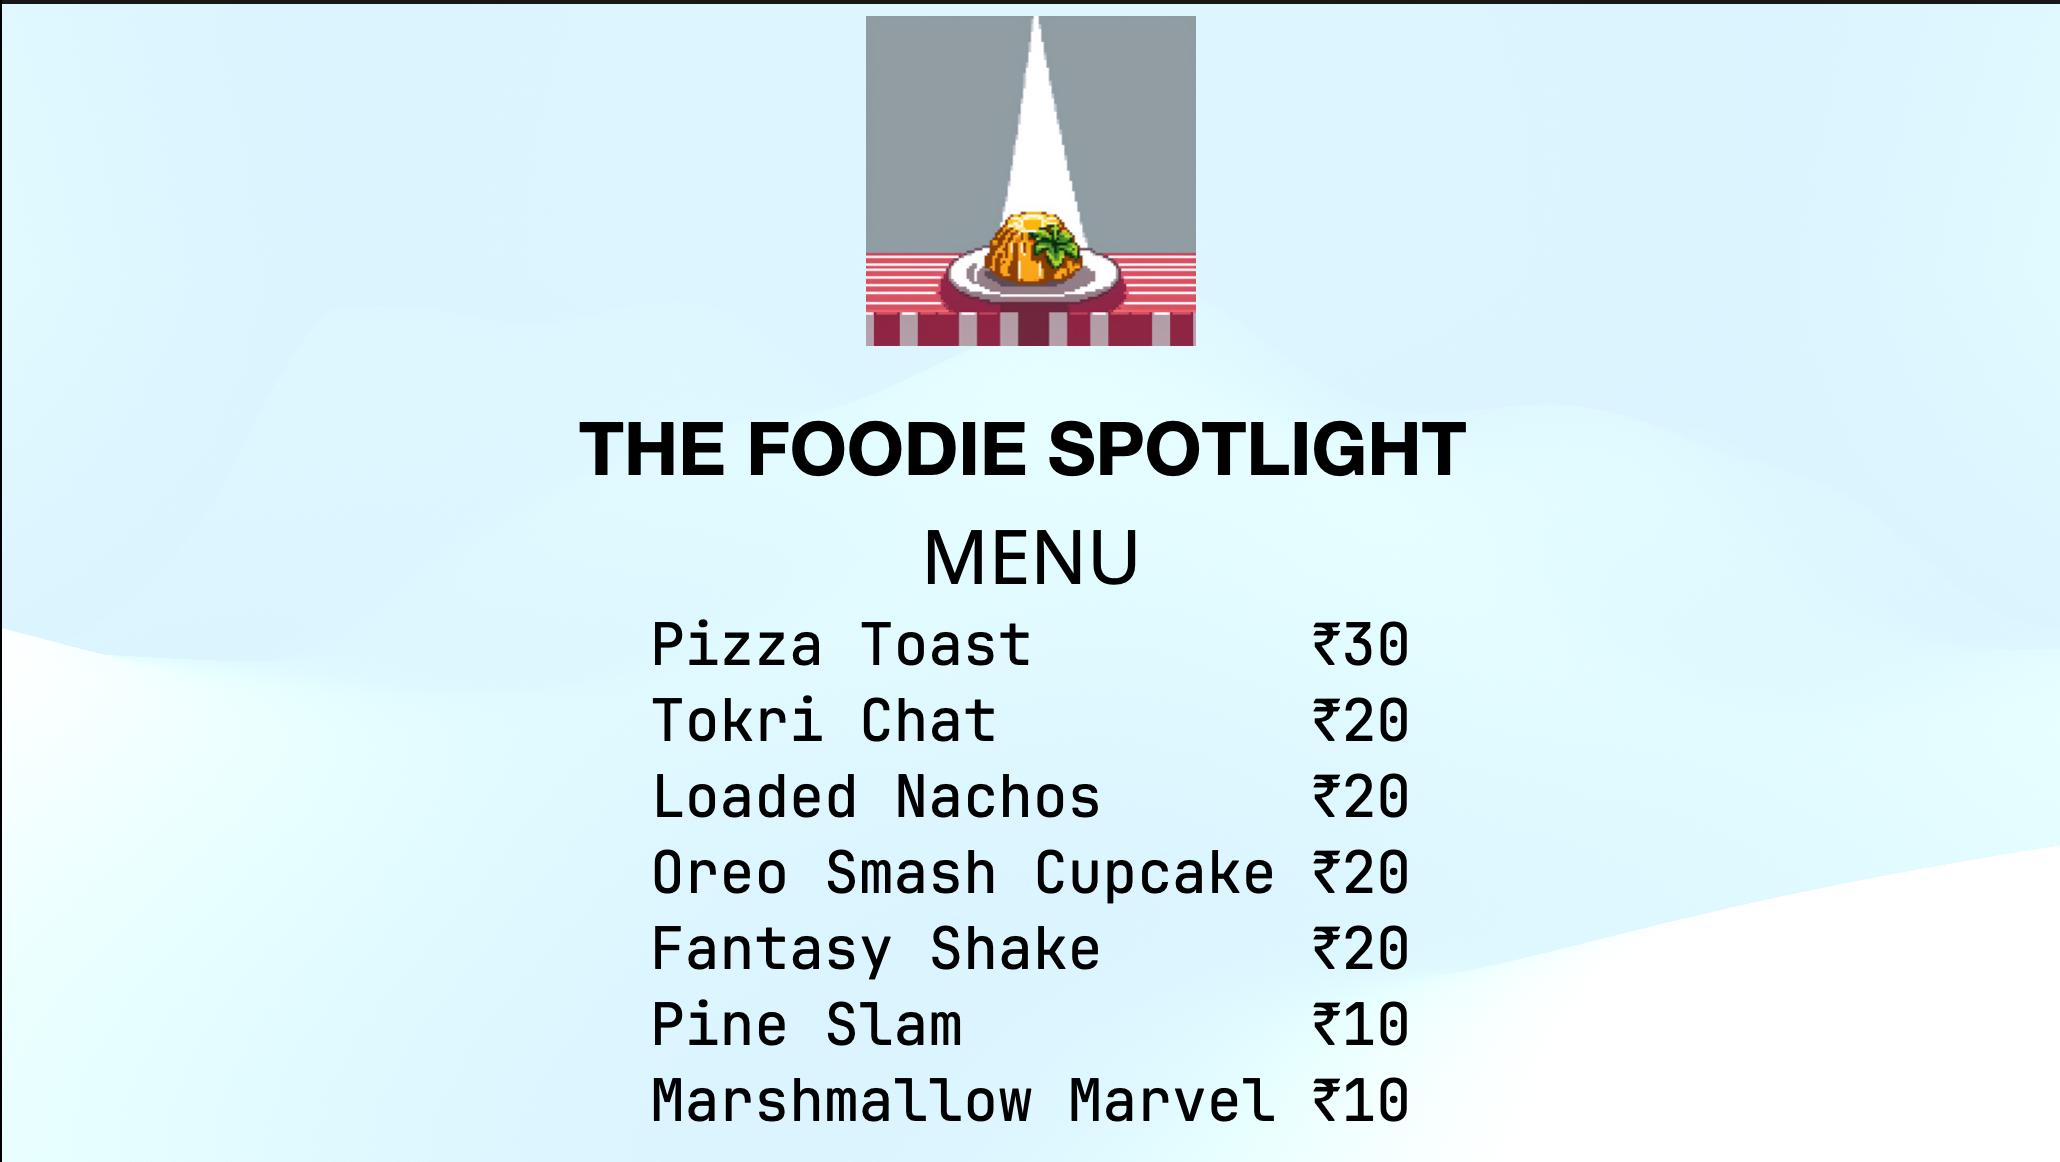 THE FOODIE SPOTLIGHT
MENU
Pizza Toast ₹30
Tokri Chat ₹20
Loaded Nachos ₹20
Oreo Smash Cupcake ₹20
Fantasy Shake ₹20
Pine Slam ₹10
Marshmallow Marvel ₹10